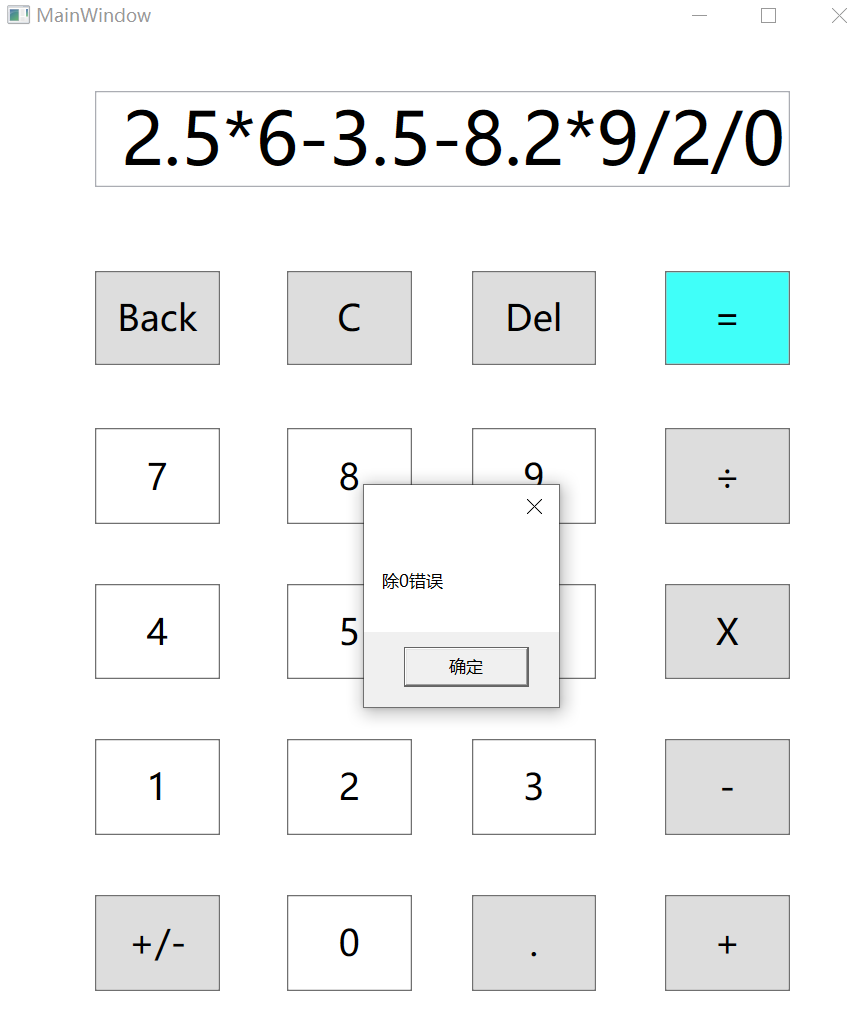 MainWindow
2.5*6-3.5-8.2*9/2/0
Back C Del =
7 8 9 ÷
除0错误
4 5 X
确定
1 2 3 -
+/- 0 . +